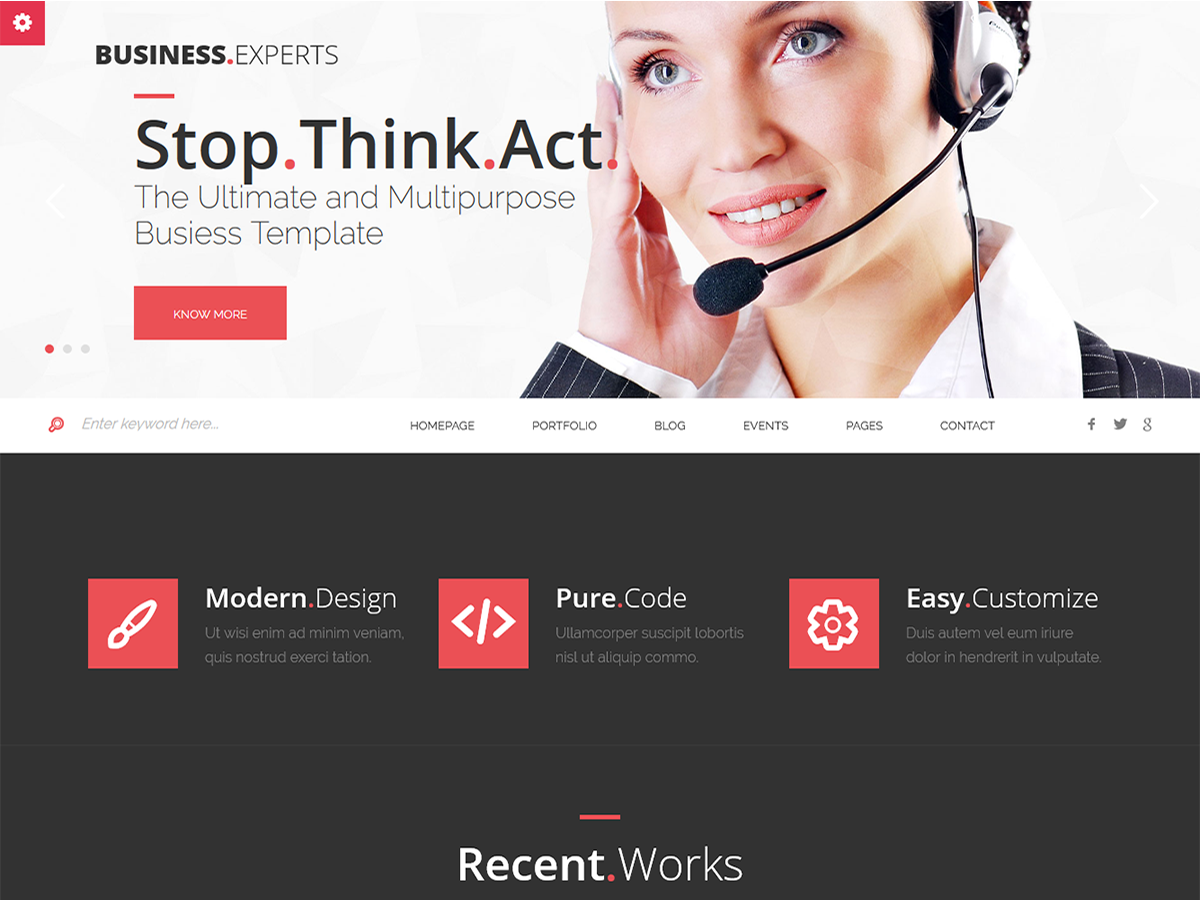 BUSINESS.EXPERTS
Stop.Think.Act.
The Ultimate and Multipurpose
Busiess Template
KNOW MORE
Enter keyword here...
HOMEPAGE
PORTFOLIO
BLOG
EVENTS
PAGES
CONTACT
Modern.Design
Ut wisi enim ad minim veniam,
quis nostrud exerci tation.
Pure.Code
Ullamcorper suscipit lobortis
nisl ut aliquip commo.
Easy.Customize
Duis autem vel eum iriure
dolor in hendrerit in vulputate.
Recent.Works